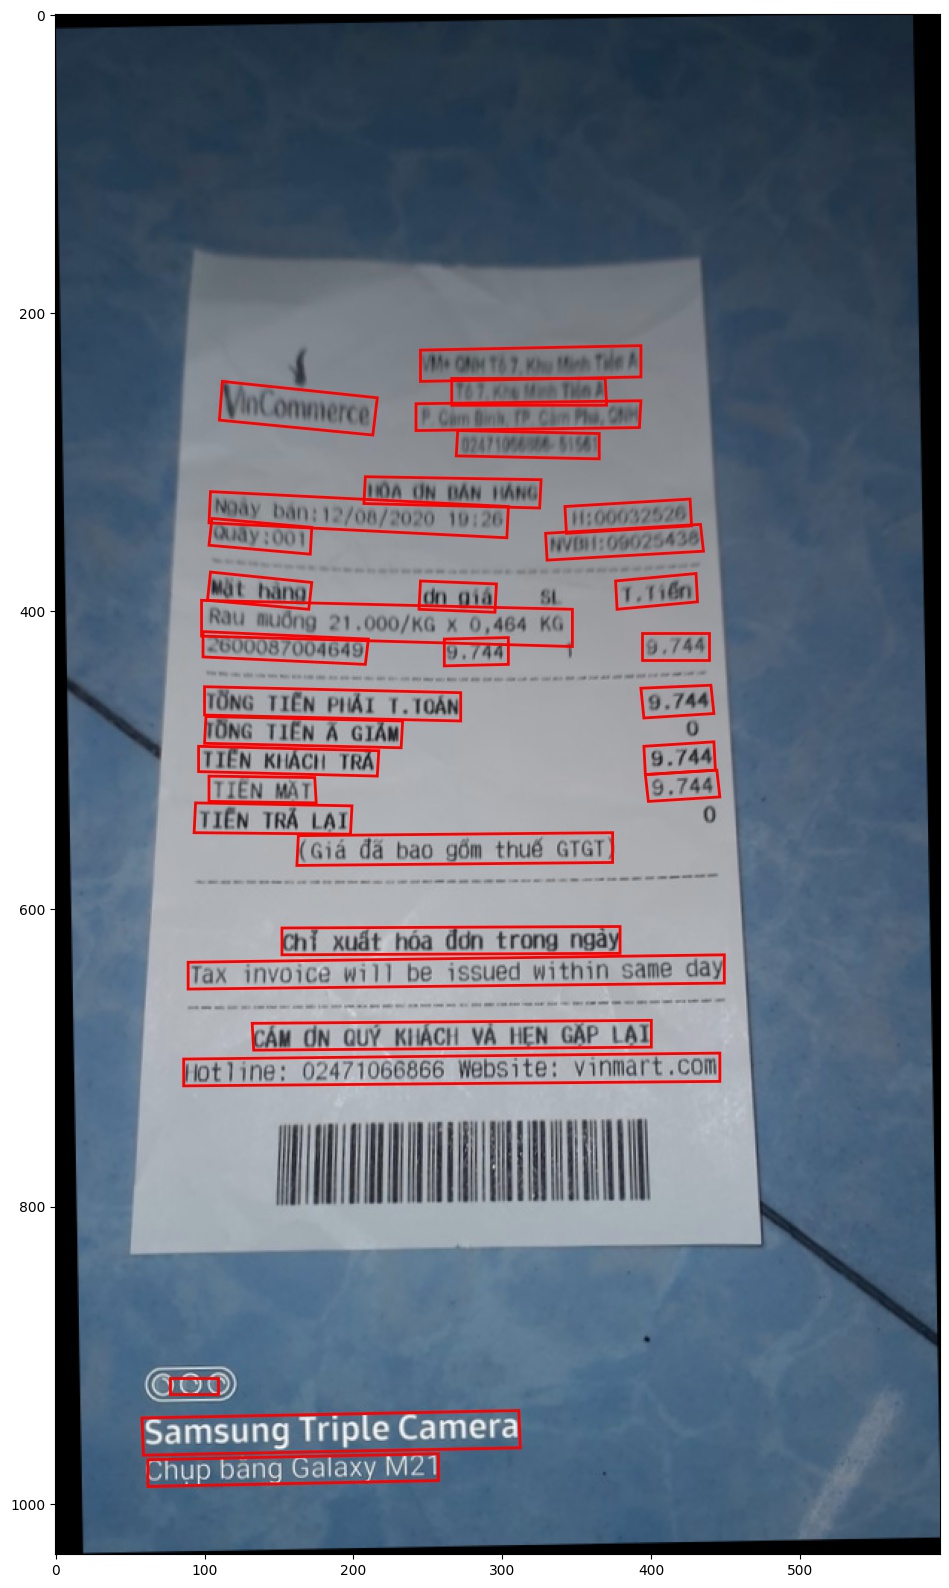 0
200
400
600
800
1000
0 100 200 300 400 500
VinCommerce
VM+ QNH Tổ 7, Khu Minh Tiến A
Tổ 7, Khu Minh Tiến A
P. Cẩm Bình, TP. Cẩm Phả, QNH
02471066866-51561
HÓA ƠN BÁN HÀNG
Ngày bán:12/08/2020 19:26 H:00032526
Quầy:001 NVBH:09025438
Mặt hàng ơn giá SL T.Tiền
Rau muống 21.000/KG x 0,464 KG
2600087004649 9.744 1 9.744
TỔNG TIỀN PHẢI T.TOÁN 9.744
TỔNG TIỀN Ã GIẢM 0
TIỀN KHÁCH TRẢ 9.744
TIỀN MẶT 9.744
TIỀN TRẢ LẠI 0
(Giá đã bao gồm thuế GTGT)
Chỉ xuất hóa đơn trong ngày
Tax invoice will be issued within same day
CẢM ƠN QUÝ KHÁCH VÀ HẸN GẶP LẠI
Hotline: 02471066866 Website: vinmart.com
Samsung Triple Camera
Chụp bằng Galaxy M21